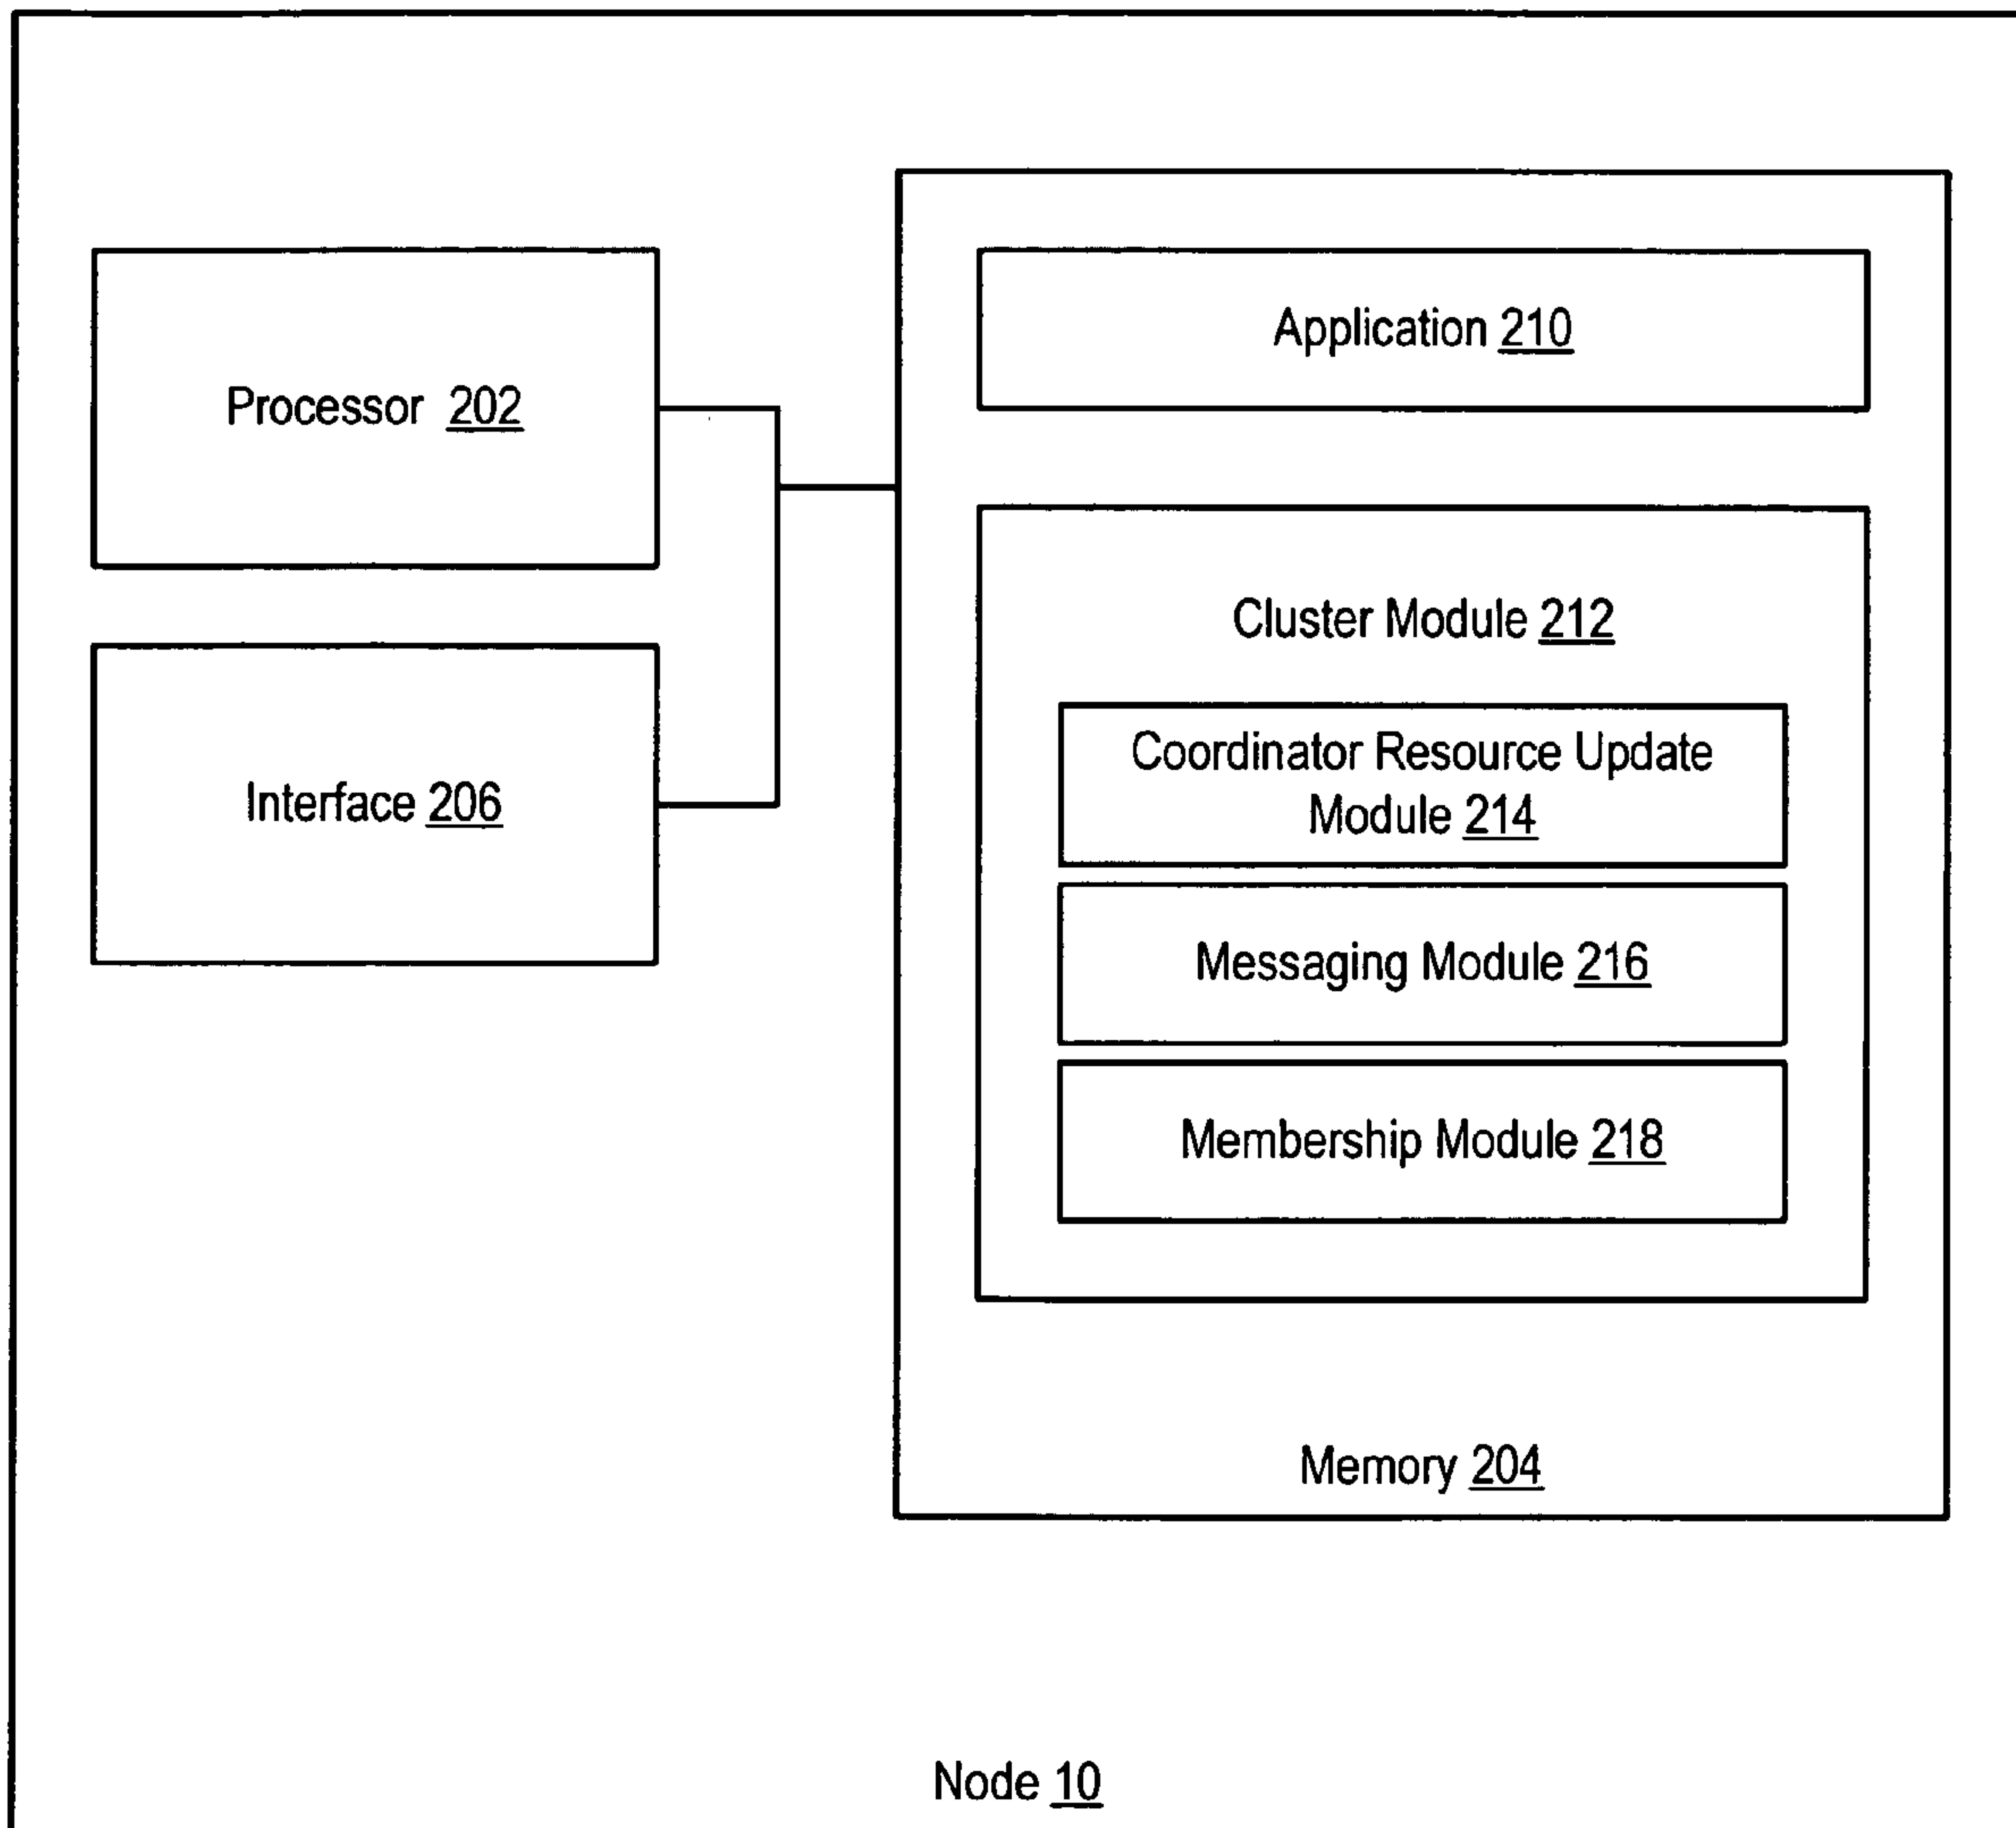 Application 210
Processor 202
Cluster Module 212
Coordinator Resource Update
Module 214
Interface 206
Messaging Module 216
Membership Module 218
Memory 204
Node 10